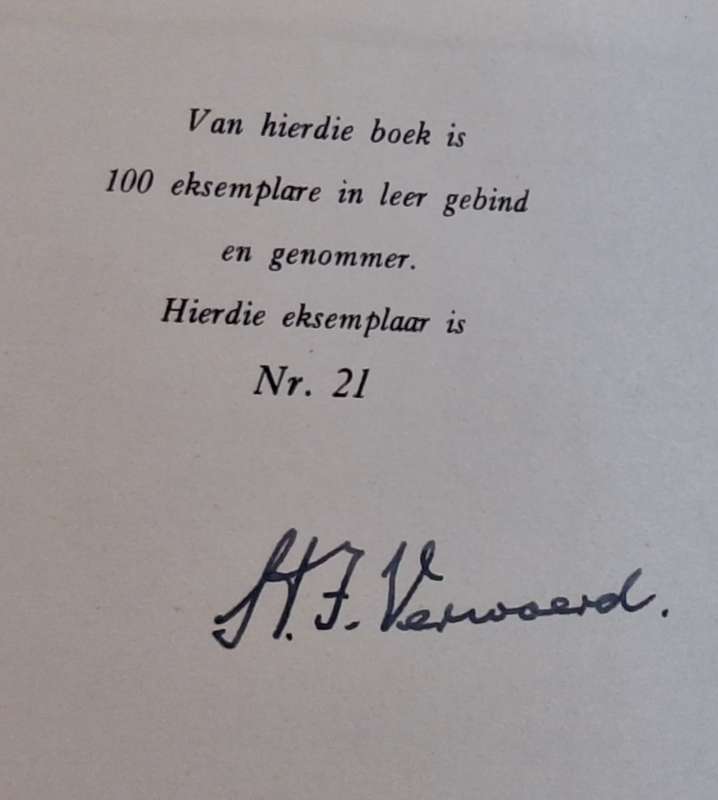 Van hierdie boek is
100 eksemplare in leer gebind
en genommer.
Hierdie eksemplaar is
Nr. 21
H.F. Verwoerd.